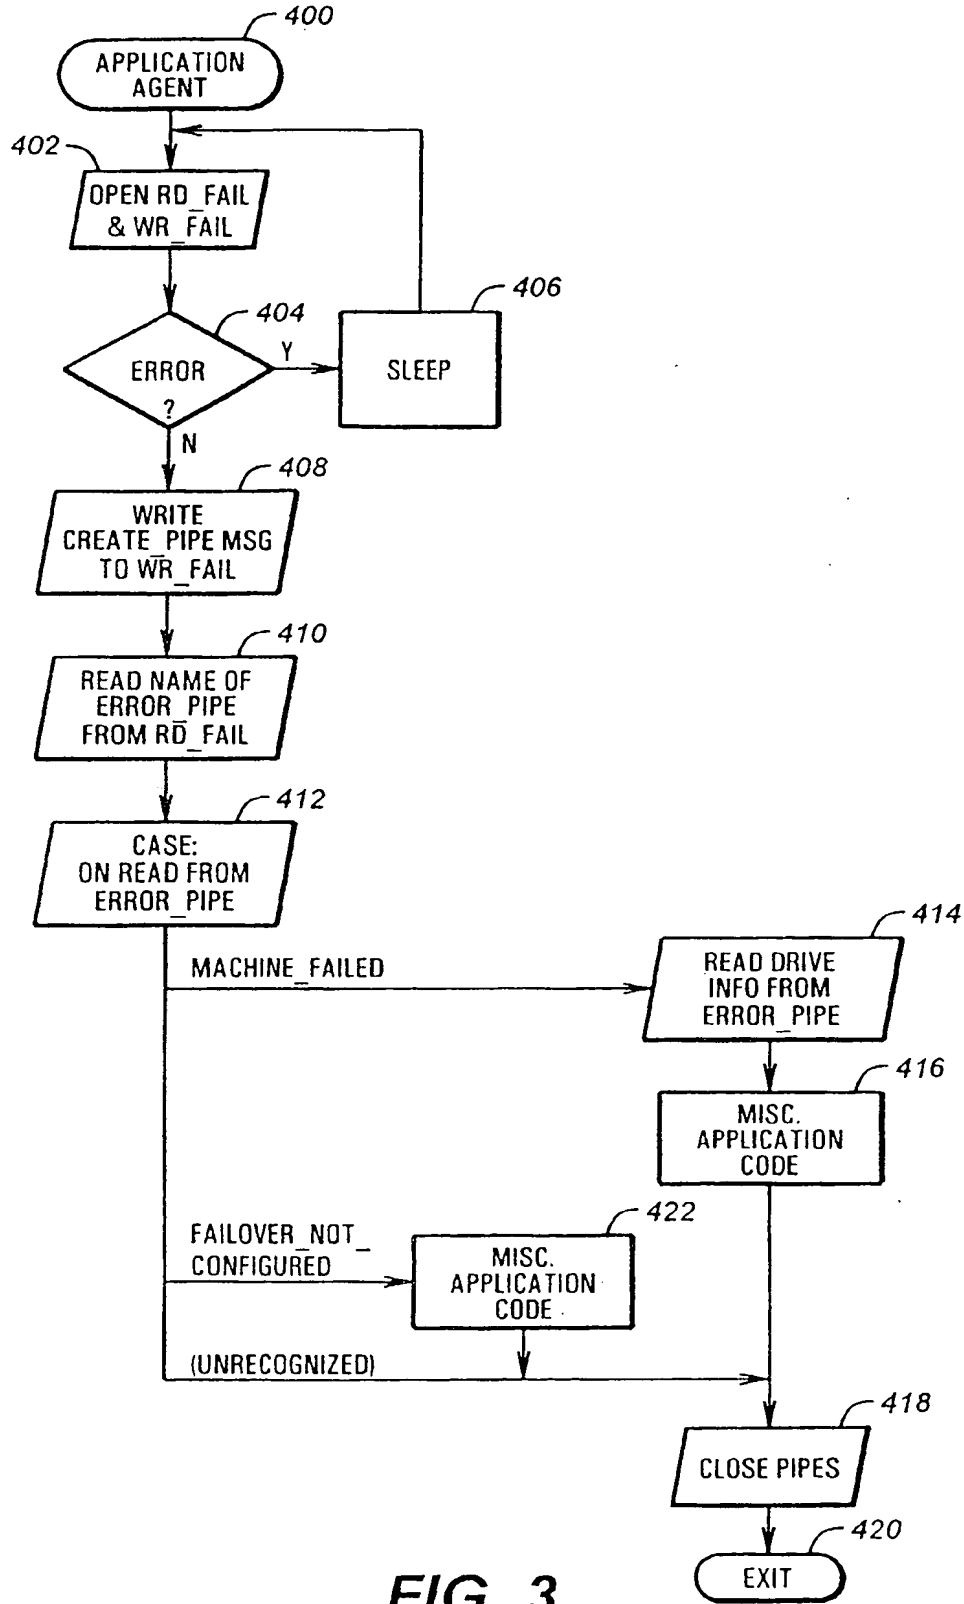 400
APPLICATION
AGENT
402
OPEN RD_FAIL
& WR_FAIL
404
ERROR
?
Y
N
406
SLEEP
408
WRITE
CREATE_PIPE MSG
TO WR_FAIL
410
READ NAME OF
ERROR_PIPE
FROM RD_FAIL
412
CASE:
ON READ FROM
ERROR_PIPE
MACHINE_FAILED
414
READ DRIVE
INFO FROM
ERROR_PIPE
416
MISC.
APPLICATION
CODE
FAILOVER_NOT_
CONFIGURED
422
MISC.
APPLICATION
CODE
(UNRECOGNIZED)
418
CLOSE PIPES
420
EXIT
FIG. 3